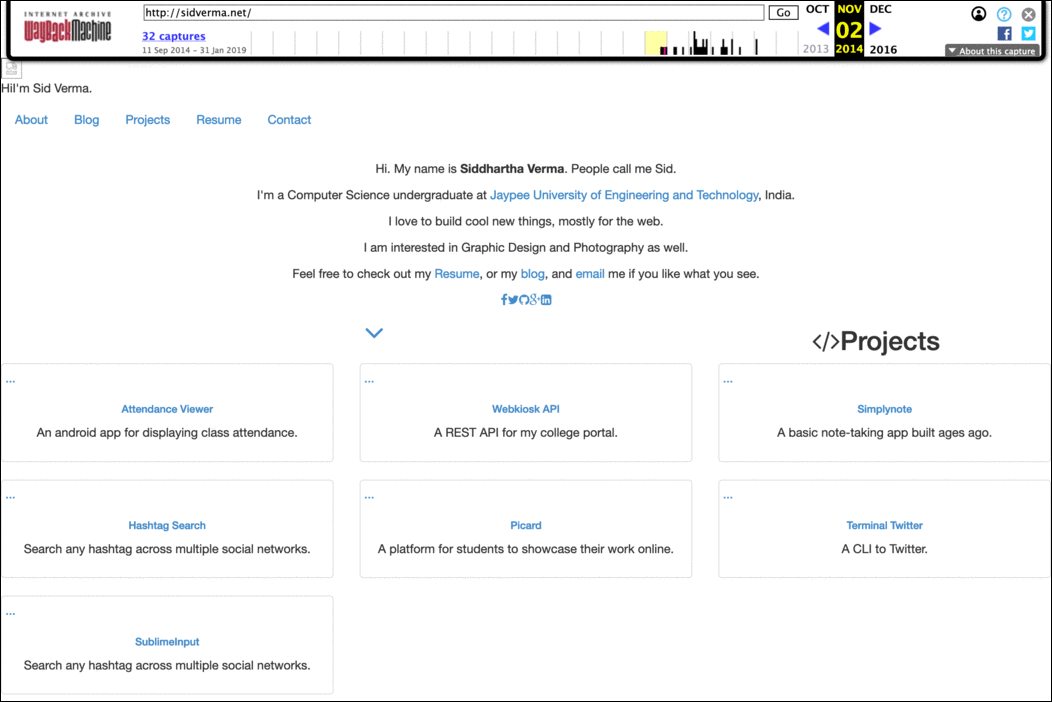 INTERNET ARCHIVE
WayBackMachine
http://sidverma.net/
Go
32 captures
11 Sep 2014 – 31 Jan 2019
OCT NOV DEC
02
2013 2014 2016
About this capture
HiI'm Sid Verma.
About Blog Projects Resume Contact
Hi. My name is Siddhartha Verma. People call me Sid.
I'm a Computer Science undergraduate at Jaypee University of Engineering and Technology, India.
I love to build cool new things, mostly for the web.
I am interested in Graphic Design and Photography as well.
Feel free to check out my Resume, or my blog, and email me if you like what you see.
</>Projects
... ... ...
Attendance Viewer Webkiosk API Simplynote
An android app for displaying class attendance. A REST API for my college portal. A basic note-taking app built ages ago.
... ... ...
Hashtag Search Picard Terminal Twitter
Search any hashtag across multiple social networks. A platform for students to showcase their work online. A CLI to Twitter.
...
SublimeInput
Search any hashtag across multiple social networks.